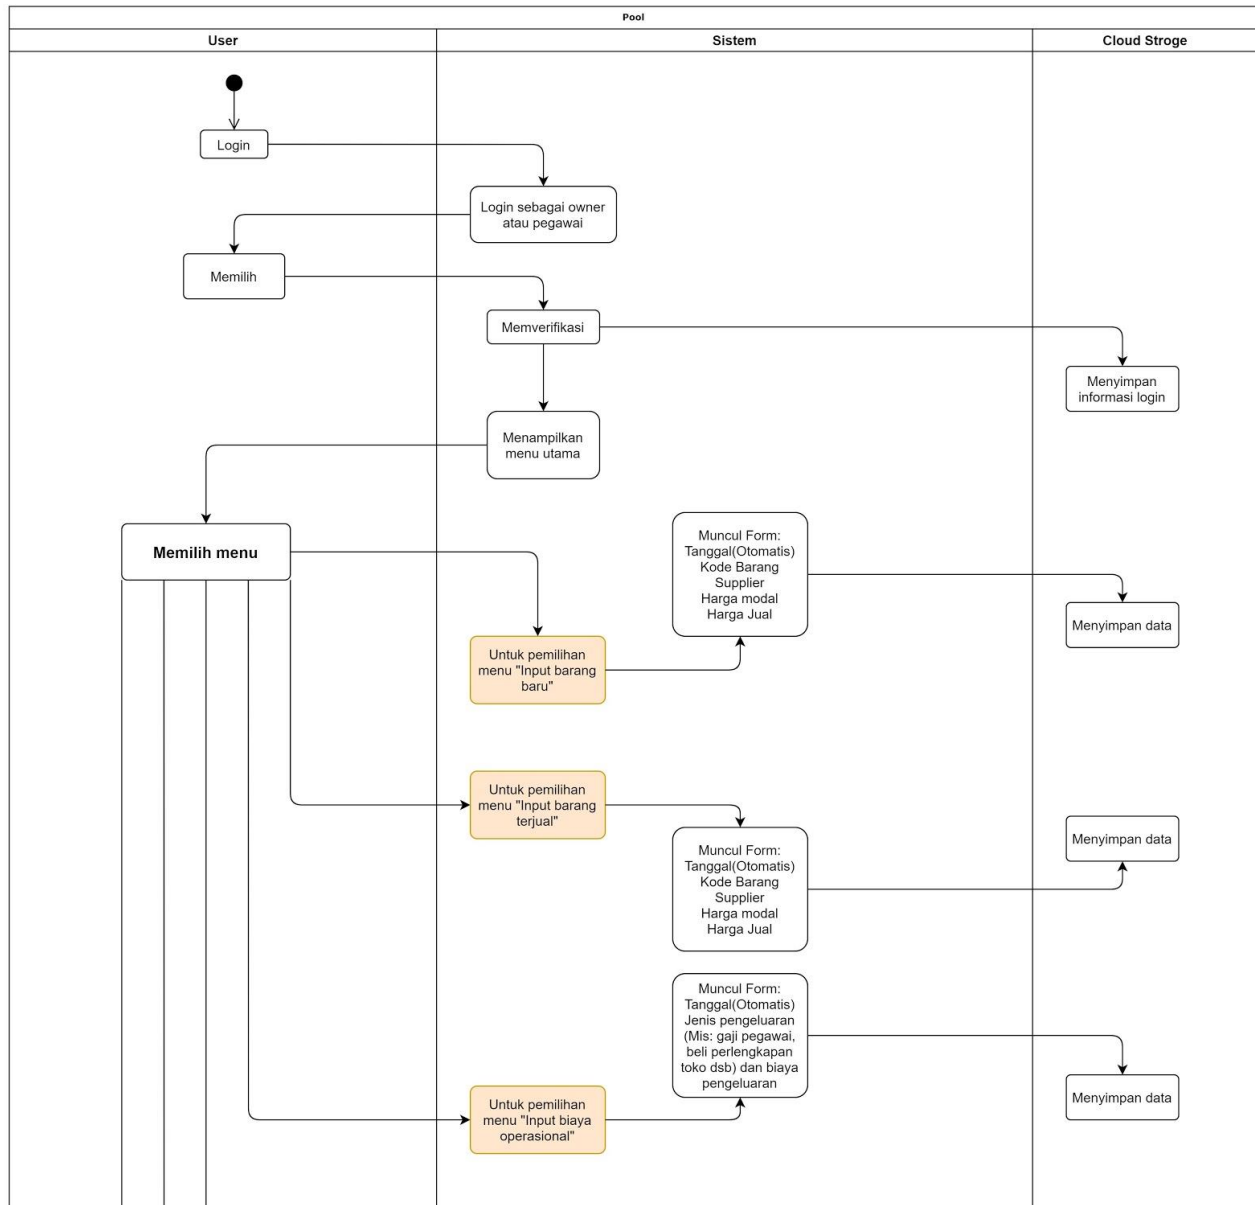 Pool
User
Sistem
Cloud Stroge
Login
Login sebagai owner
atau pegawai
Memilih
Memverifikasi
Menyimpan
informasi login
Menampilkan
menu utama
Memilih menu
Muncul Form:
Tanggal(Otomatis)
Kode Barang
Supplier
Harga modal
Harga Jual
Menyimpan data
Untuk pemilihan
menu "Input barang
baru"
Untuk pemilihan
menu "Input barang
terjual"
Muncul Form:
Tanggal(Otomatis)
Kode Barang
Supplier
Harga modal
Harga Jual
Menyimpan data
Muncul Form:
Tanggal(Otomatis)
Jenis pengeluaran
(Mis: gaji pegawai,
beli perlengkapan
toko dsb) dan biaya
pengeluaran
Menyimpan data
Untuk pemilihan
menu "Input biaya
operasional"